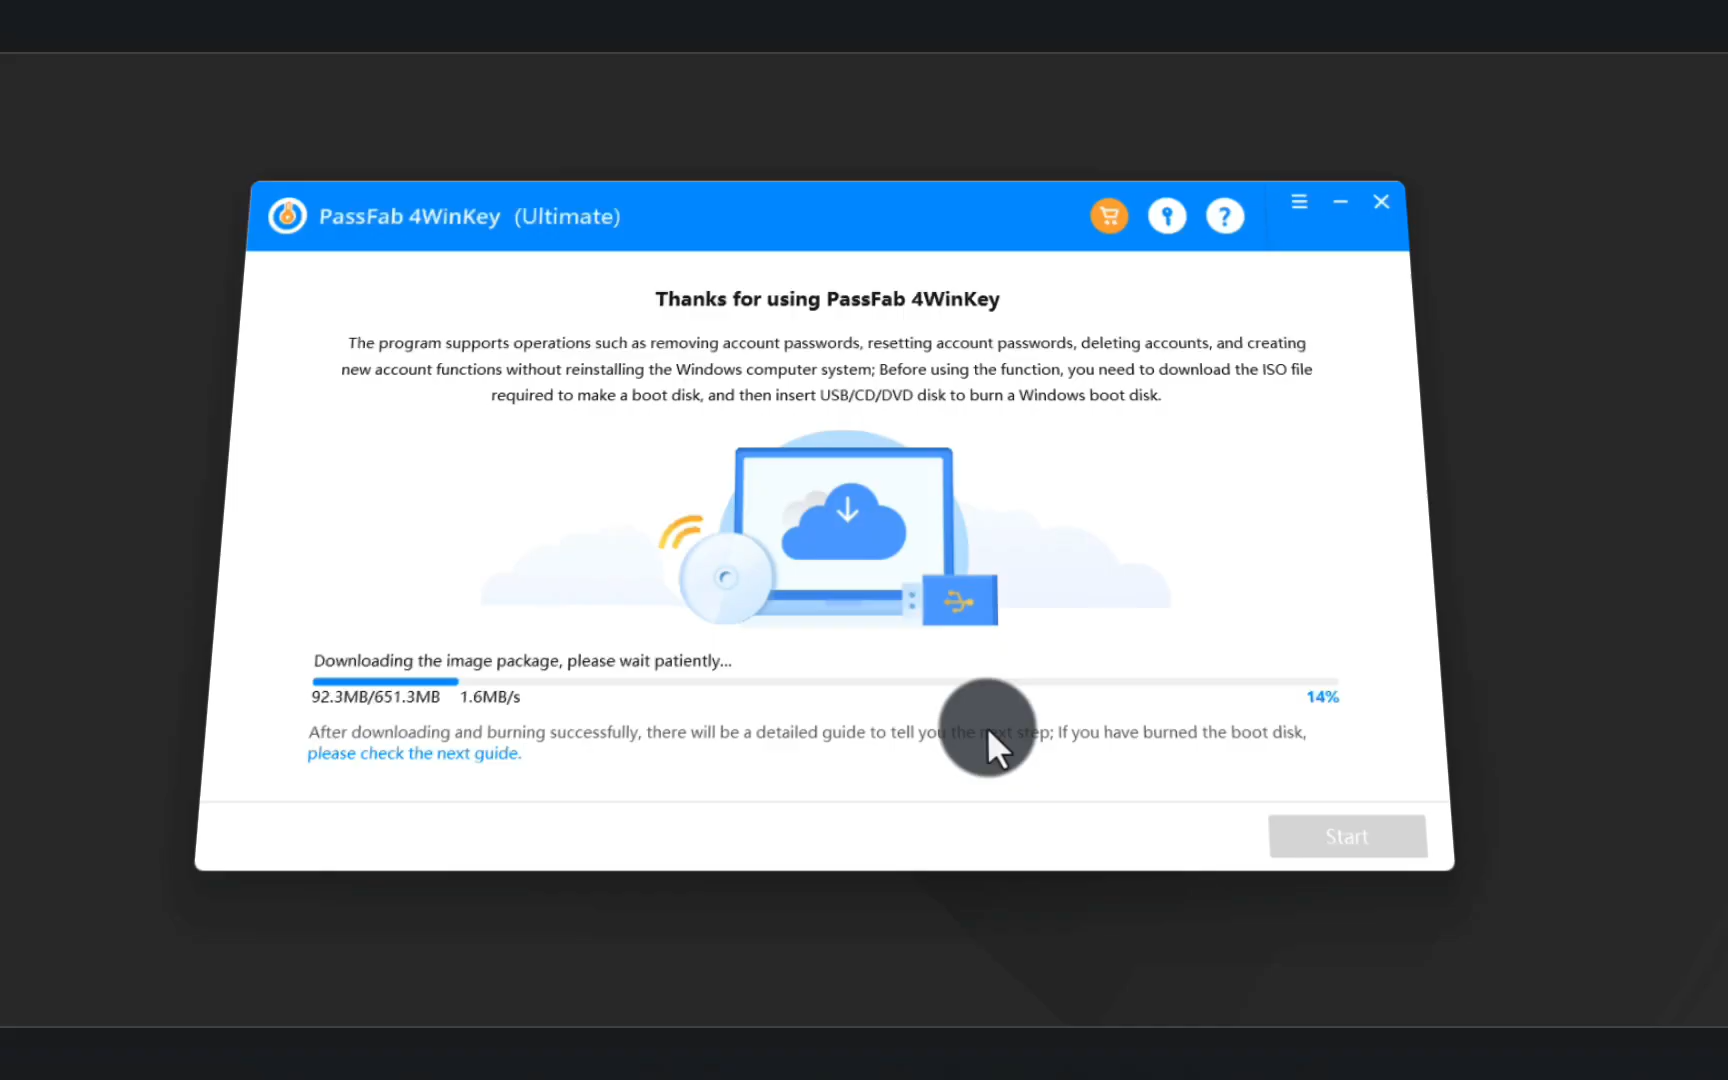 PassFab 4WinKey (Ultimate)
Thanks for using PassFab 4WinKey
The program supports operations such as removing account passwords, resetting account passwords, deleting accounts, and creating
new account functions without reinstalling the Windows computer system; Before using the function, you need to download the ISO file
required to make a boot disk, and then insert USB/CD/DVD disk to burn a Windows boot disk.
Downloading the image package, please wait patiently...
92.3MB/651.3MB 1.6MB/s 14%
After downloading and burning successfully, there will be a detailed guide to tell you the next step; If you have burned the boot disk,
please check the next guide.
Start